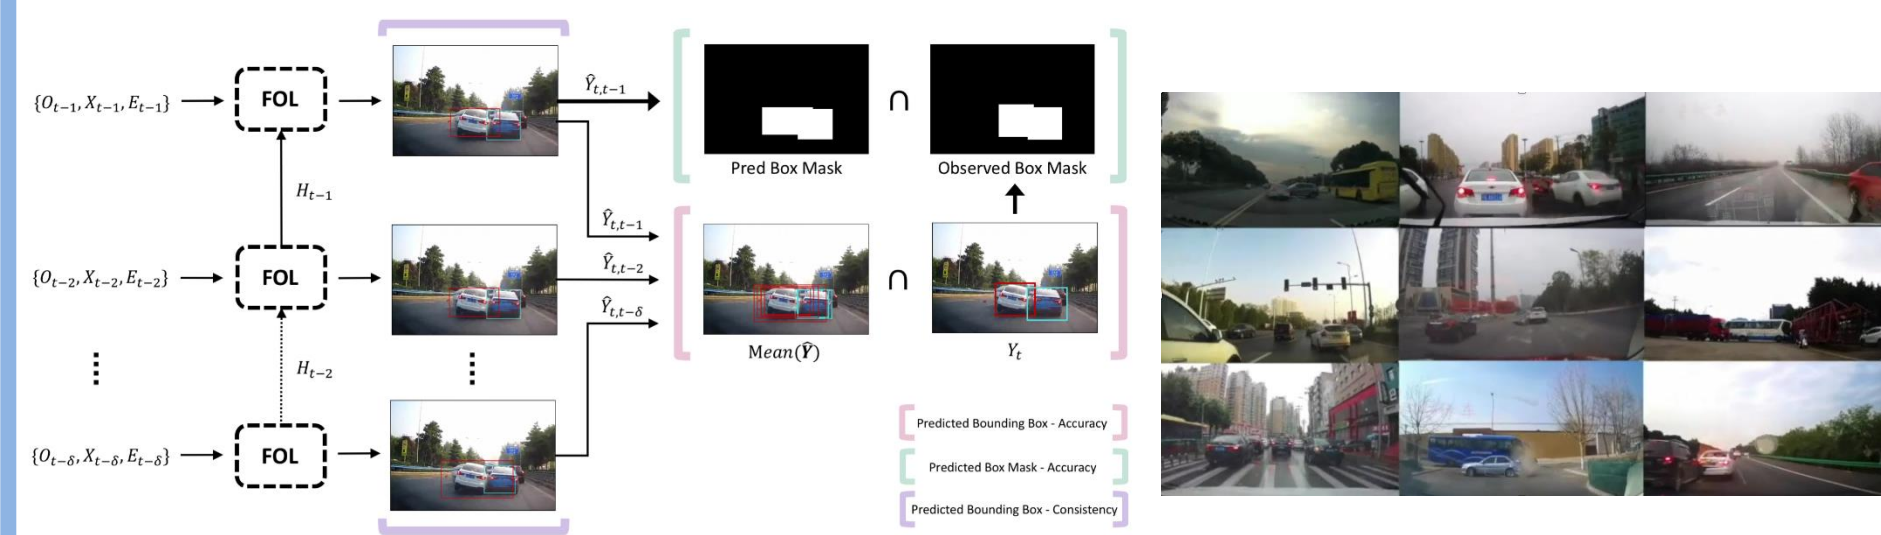 {O_{t−1}, X_{t−1}, E_{t−1}}
FOL
Ŷ_{t,t−1}
Pred Box Mask
∩
Observed Box Mask
H_{t−1}
Ŷ_{t,t−1}
{O_{t−2}, X_{t−2}, E_{t−2}}
FOL
Ŷ_{t,t−2}
∩
Ŷ_{t,t−δ}
Mean(Ŷ)
Y_t
H_{t−2}
Predicted Bounding Box - Accuracy
{O_{t−δ}, X_{t−δ}, E_{t−δ}}
FOL
Predicted Box Mask - Accuracy
Predicted Bounding Box - Consistency